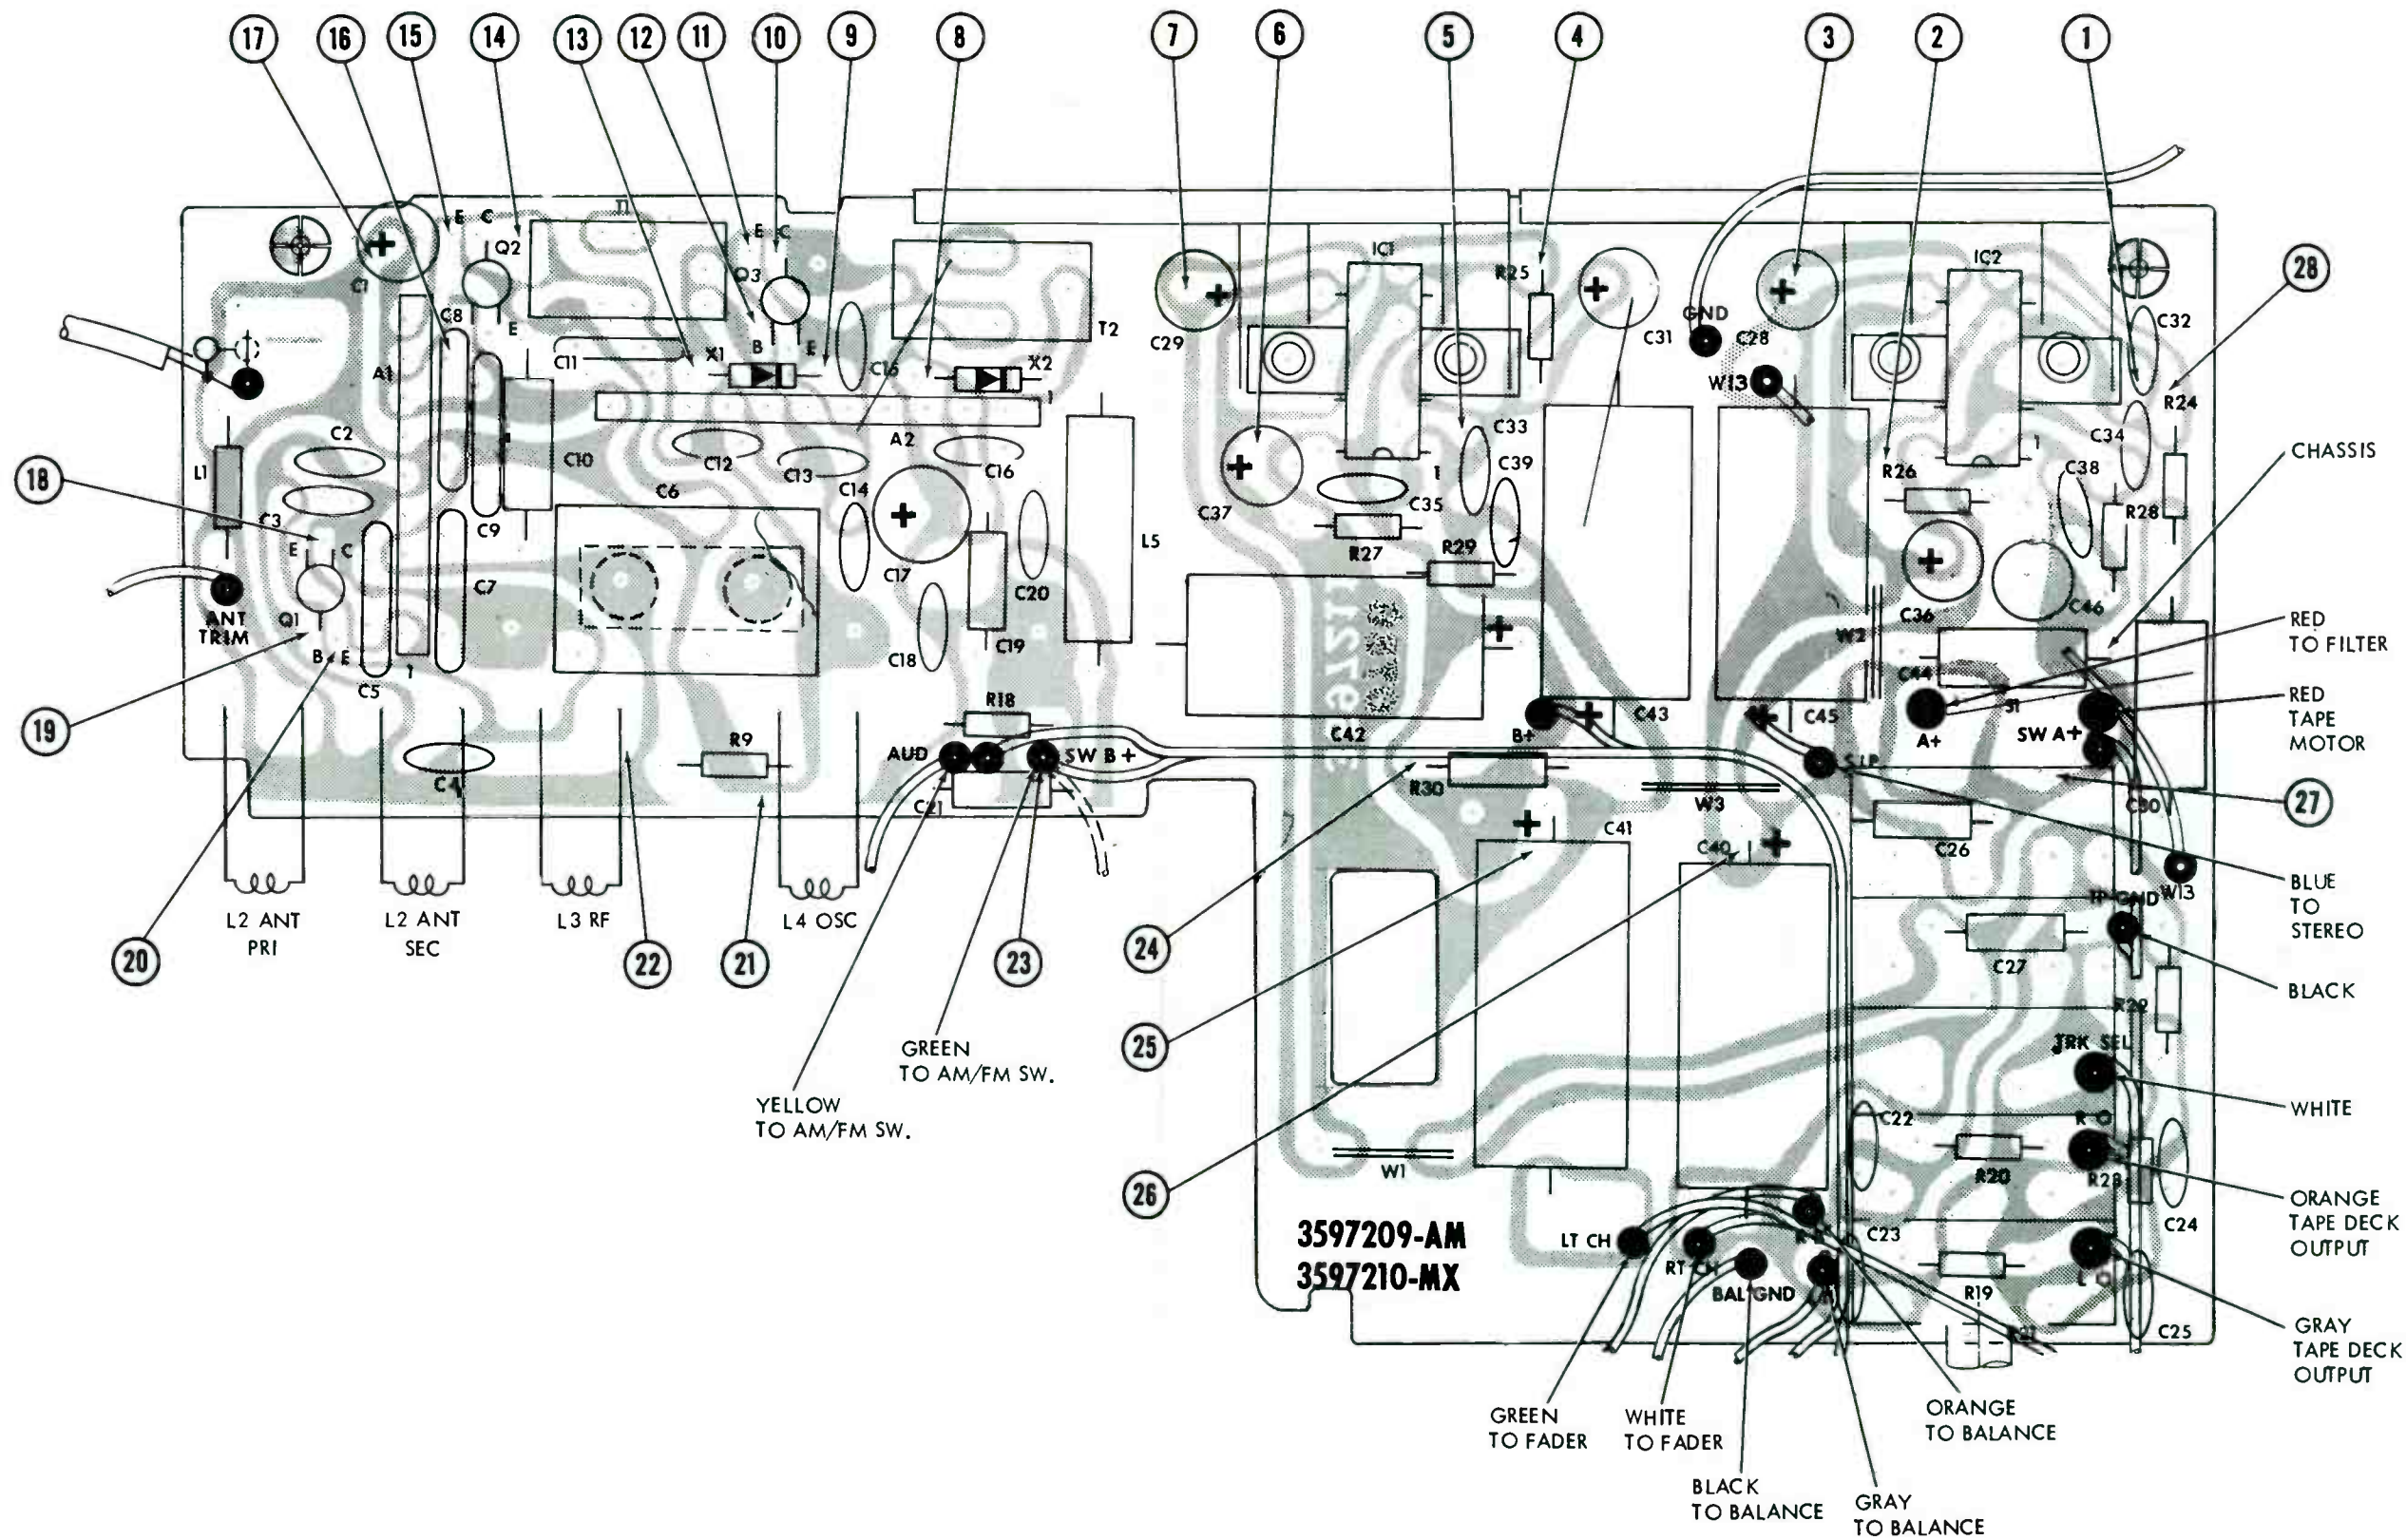 17
16
15
14
13
12
11
10
9
8
7
6
5
4
3
2
1
E C
Q2
T1
E C
Q3
C1
E
C8
C11
X1
B E
C15
X2
T2
1
A1
A2
C2
L1
C3
C10
C6
C12
C13
C14
C16
18
E C
C9
C7
C17
C20
L5
C19
C18
ANT
TRIM
Q1
B E
C5
1
19
R18
R9
AUD
SW B +
C4
C21
20
L2 ANT
PRI
L2 ANT
SEC
L3 RF
L4 OSC
22
21
23
GREEN
TO AM/FM SW.
YELLOW
TO AM/FM SW.
IC1
R25
C29
C31
GND
C28
W13
IC2
C32
28
R24
C33
C34
CHASSIS
1
C39
R26
1
C38
C37
C35
R27
R29
R28
C36
C46
W2
RED
TO FILTER
C44
S1
C42
B+
C43
C45
A+
SW A+
RED
TAPE
MOTOR
R30
W3
S LP
27
24
C41
C40
C30
C26
BLUE
TO
STEREO
W13
TP GND
C27
BLACK
25
R22
TRK SEL
WHITE
C22
R-O
26
W1
R20
R23
ORANGE
TAPE DECK
OUTPUT
3597209-AM
3597210-MX
LT CH
RT CH
BAL GND
C23
C24
L O
R19
R21
C25
GRAY
TAPE DECK
OUTPUT
GREEN
TO FADER
WHITE
TO FADER
ORANGE
TO BALANCE
BLACK
TO BALANCE
GRAY
TO BALANCE